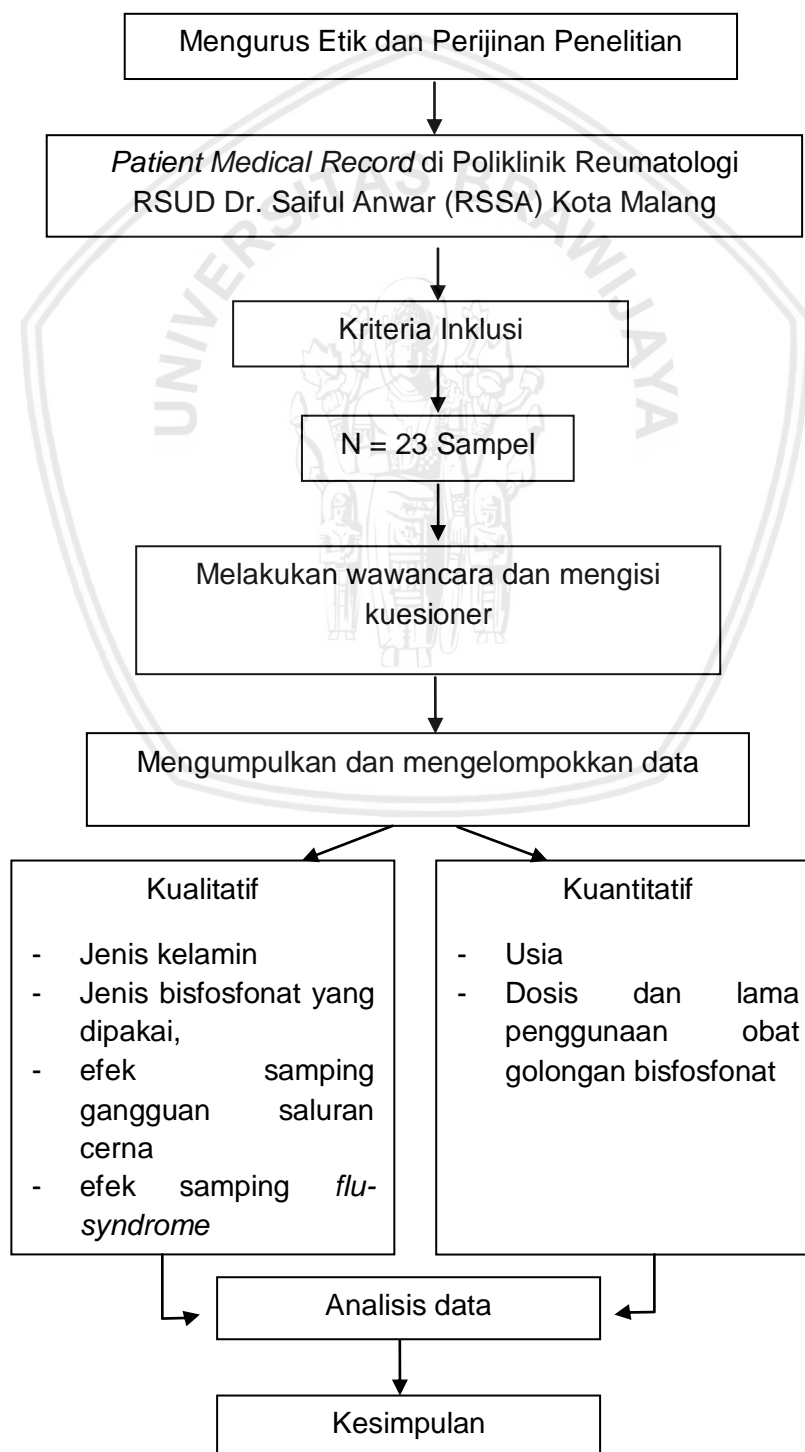 Mengurus Etik dan Perijinan Penelitian
Patient Medical Record di Poliklinik Reumatologi
RSUD Dr. Saiful Anwar (RSSA) Kota Malang
UNIVERSITAS BRAWIJAYA
Kriteria Inklusi
N = 23 Sampel
Melakukan wawancara dan mengisi
kuesioner
Mengumpulkan dan mengelompokkan data
Kualitatif
- Jenis kelamin
- Jenis bisfosfonat yang
dipakai,
- efek samping
gangguan saluran
cerna
- efek samping flu-
syndrome
Kuantitatif
- Usia
- Dosis dan lama
penggunaan obat
golongan bisfosfonat
Analisis data
Kesimpulan